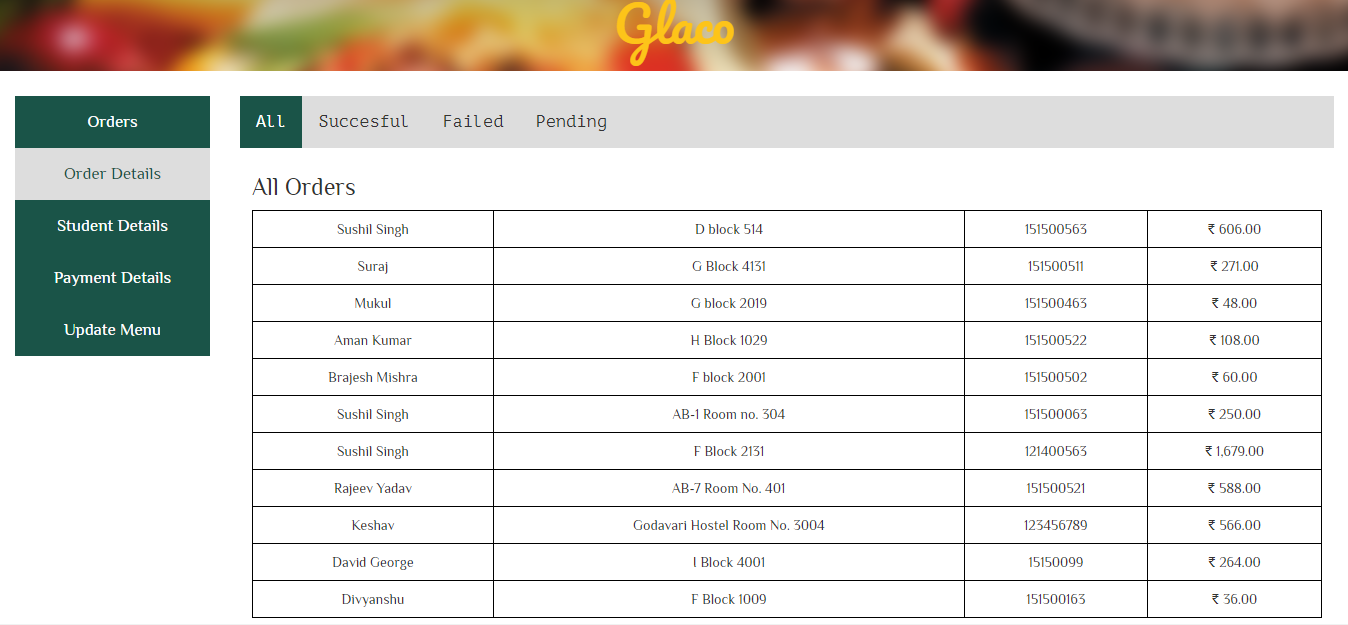 Glaco
Orders
Order Details
Student Details
Payment Details
Update Menu
All Succesful Failed Pending
All Orders
Sushil Singh D block 514 151500563 ₹ 606.00
Suraj G Block 4131 151500511 ₹ 271.00
Mukul G block 2019 151500463 ₹ 48.00
Aman Kumar H Block 1029 151500522 ₹ 108.00
Brajesh Mishra F block 2001 151500502 ₹ 60.00
Sushil Singh AB-1 Room no. 304 151500063 ₹ 250.00
Sushil Singh F Block 2131 121400563 ₹ 1,679.00
Rajeev Yadav AB-7 Room No. 401 151500521 ₹ 588.00
Keshav Godavari Hostel Room No. 3004 123456789 ₹ 566.00
David George I Block 4001 15150099 ₹ 264.00
Divyanshu F Block 1009 151500163 ₹ 36.00